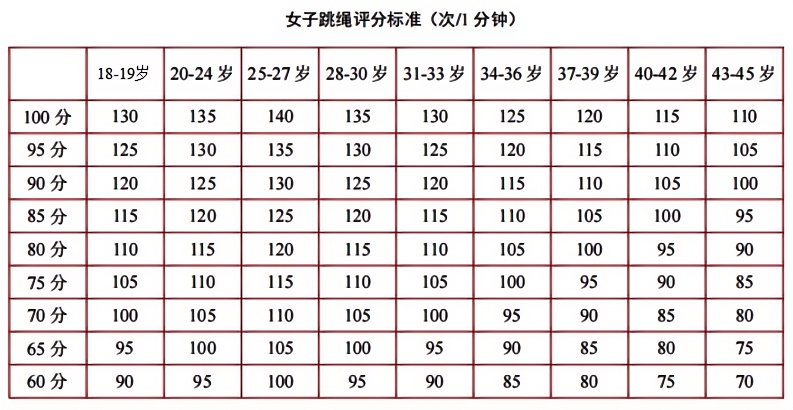 女子跳绳评分标准（次/1 分钟）
18-19岁 20-24 岁 25-27 岁 28-30 岁 31-33 岁 34-36 岁 37-39 岁 40-42 岁 43-45 岁
100 分 130 135 140 135 130 125 120 115 110
95 分 125 130 135 130 125 120 115 110 105
90 分 120 125 130 125 120 115 110 105 100
85 分 115 120 125 120 115 110 105 100 95
80 分 110 115 120 115 110 105 100 95 90
75 分 105 110 115 110 105 100 95 90 85
70 分 100 105 110 105 100 95 90 85 80
65 分 95 100 105 100 95 90 85 80 75
60 分 90 95 100 95 90 85 80 75 70